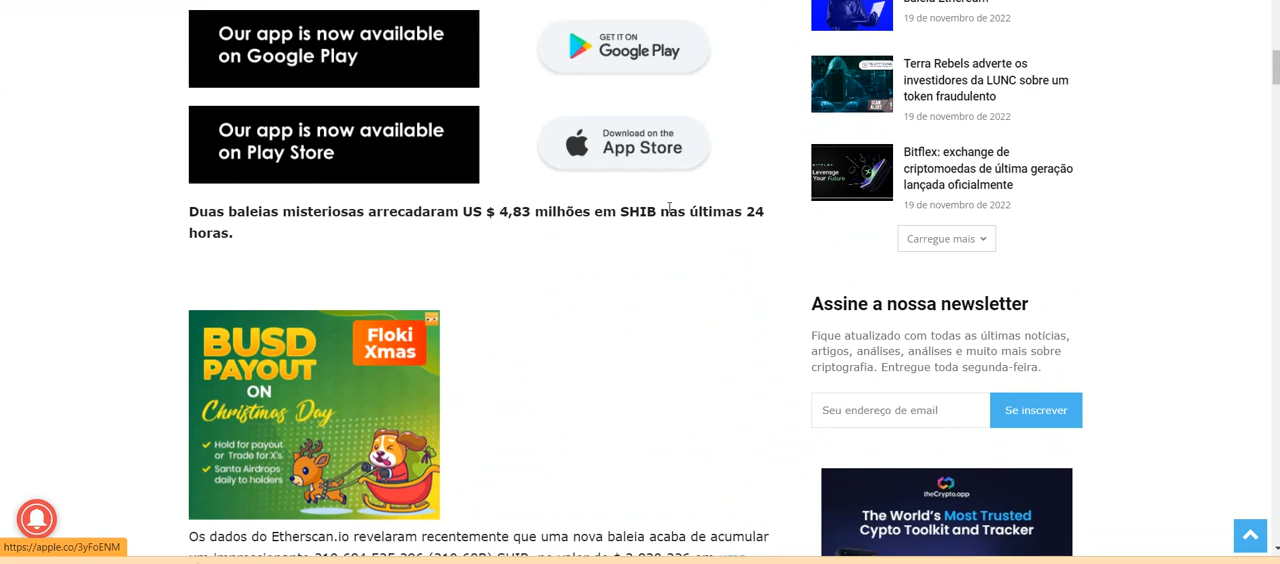 Our app is now available
on Google Play
GET IT ON
Google Play
Our app is now available
on Play Store
Download on the
App Store
Duas baleias misteriosas arrecadaram US $ 4,83 milhões em SHIB nas últimas 24
horas.
BUSD
PAYOUT
ON
Christmas Day
Floki
Xmas
Hold for payout
or Trade for X's
Santa Airdrops
daily to holders
Os dados do Etherscan.io revelaram recentemente que uma nova baleia acaba de acumular
https://apple.co/3yFoENM
19 de novembro de 2022
Terra Rebels adverte os
investidores da LUNC sobre um
token fraudulento
19 de novembro de 2022
BITFLEX
Leverage
Your Future
Bitflex: exchange de
criptomoedas de última geração
lançada oficialmente
19 de novembro de 2022
Carregue mais
Assine a nossa newsletter
Fique atualizado com todas as últimas notícias,
artigos, análises, análises e muito mais sobre
criptografia. Entregue toda segunda-feira.
Seu endereço de email
Se inscrever
theCrypto.app
The World's Most Trusted
Crypto Toolkit and Tracker